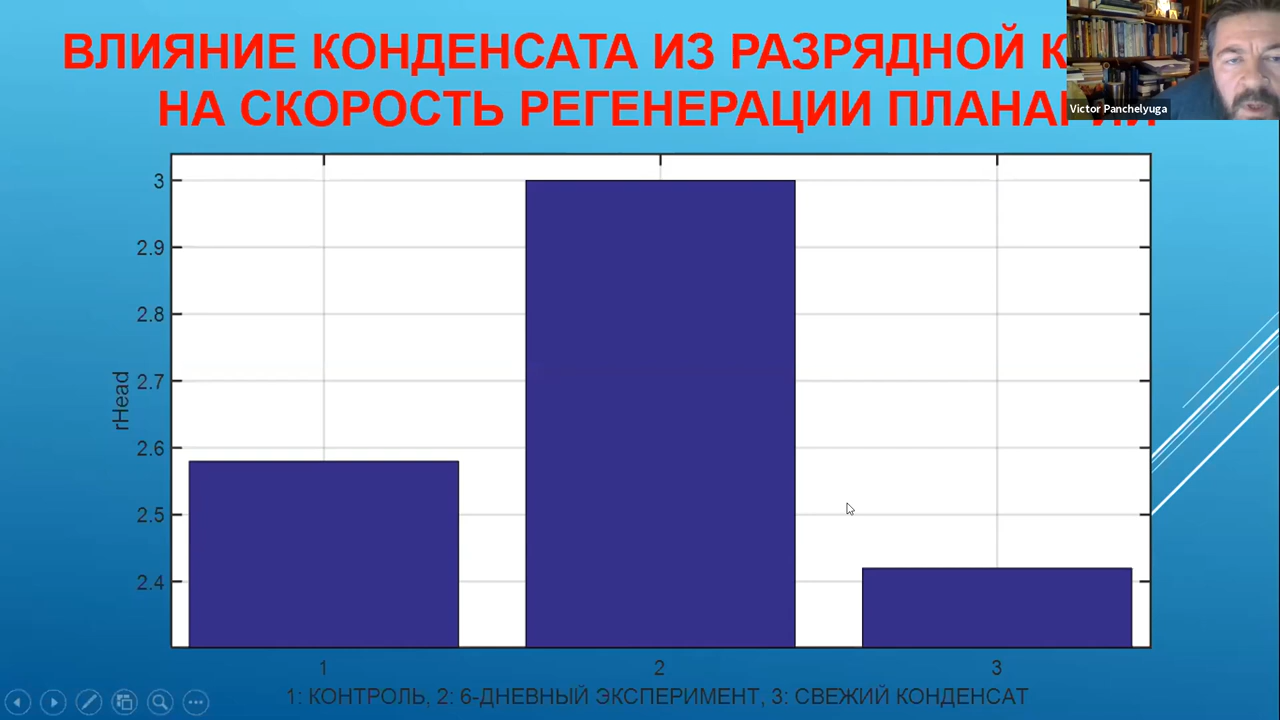 ВЛИЯНИЕ КОНДЕНСАТА ИЗ РАЗРЯДНОЙ
НА СКОРОСТЬ РЕГЕНЕРАЦИИ
Victor Panchelyuga
3
2.9
2.8
2.7
2.6
2.5
2.4
rHead
1 2 3
1: КОНТРОЛЬ, 2: 6-ДНЕВНЫЙ ЭКСПЕРИМЕНТ, 3: СВЕЖИЙ КОНДЕНСАТ